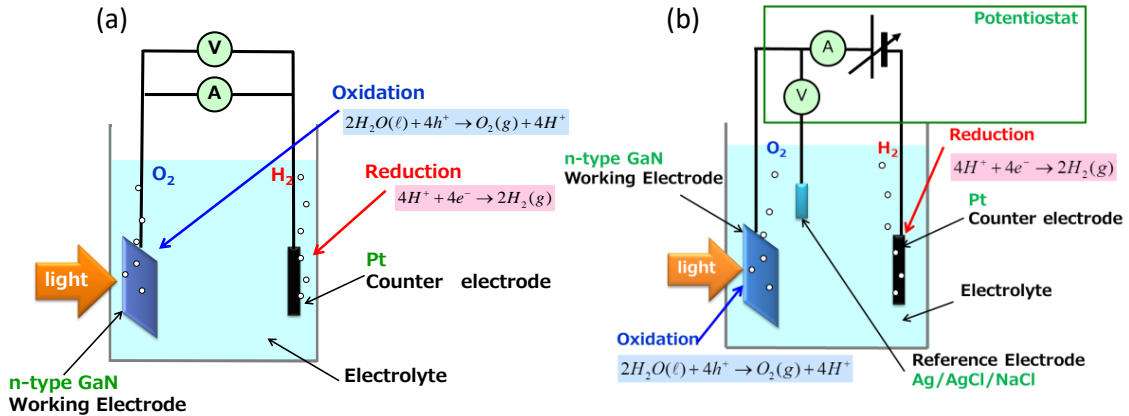 (a)
V
A
Oxidation
2H₂O(ℓ) + 4h⁺ → O₂(g) + 4H⁺
O₂
H₂
Reduction
4H⁺ + 4e⁻ → 2H₂(g)
light
Pt
Counter electrode
n-type GaN
Working Electrode
Electrolyte
(b)
Potentiostat
A
V
O₂
H₂
Reduction
4H⁺ + 4e⁻ → 2H₂(g)
n-type GaN
Working Electrode
Pt
Counter electrode
light
Electrolyte
Oxidation
2H₂O(ℓ) + 4h⁺ → O₂(g) + 4H⁺
Reference Electrode
Ag/AgCl/NaCl